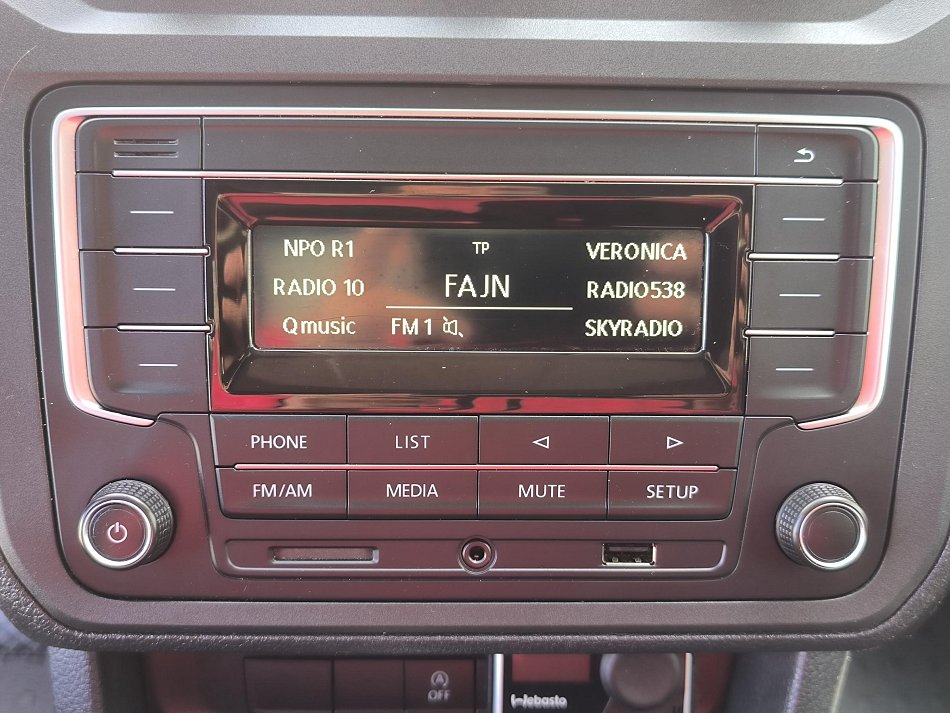 NPO R1
TP
VERONICA
RADIO 10
FAJN
RADIO538
Qmusic
FM 1
SKYRADIO
PHONE
LIST
FM/AM
MEDIA
MUTE
SETUP
A
OFF
Webasto